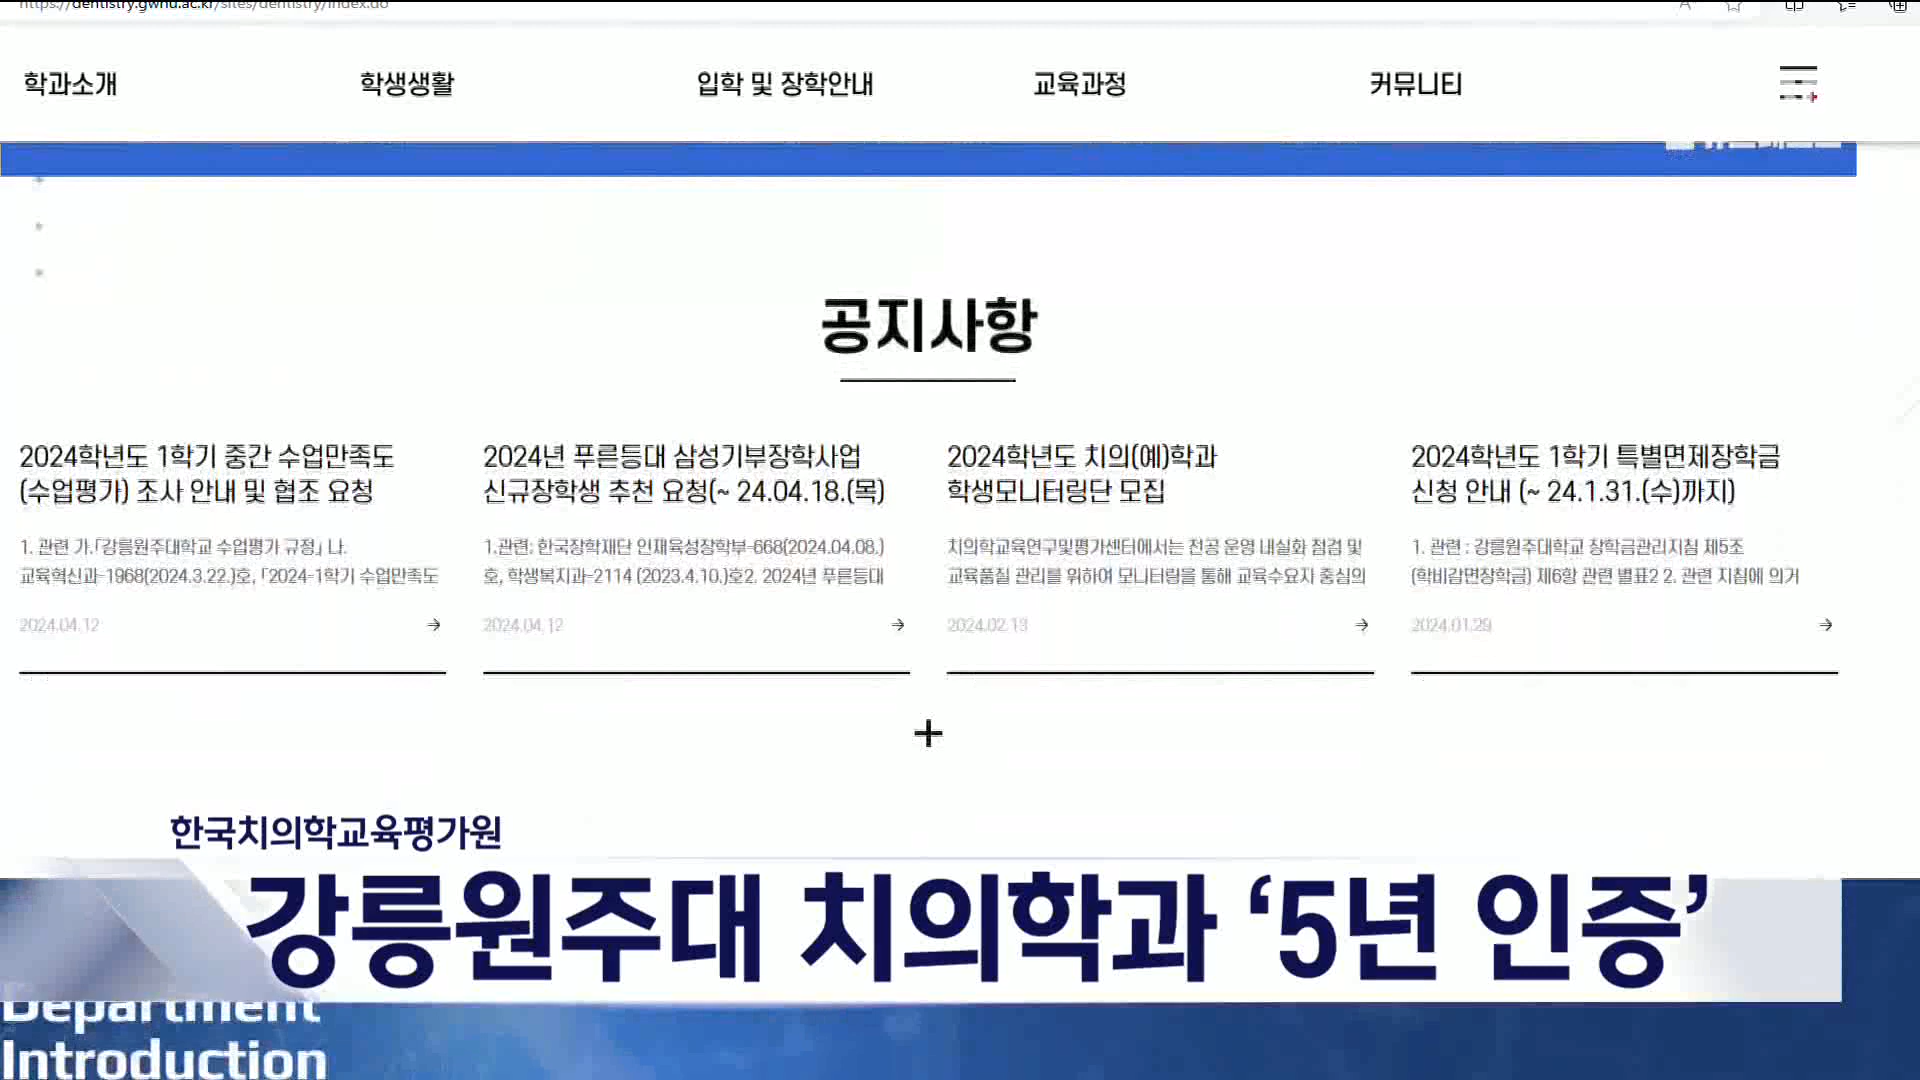 https://dentistry.gwnu.ac.kr/sites/dentistry/index.do
학과소개
학생생활
입학 및 장학안내
교육과정
커뮤니티
공지사항
2024학년도 1학기 중간 수업만족도
(수업평가) 조사 안내 및 협조 요청
1. 관련 가.「강릉원주대학교 수업평가 규정」 나.
교육혁신과-1968(2024.3.22.)호, 「2024-1학기 수업만족도
2024.04.12
2024년 푸른등대 삼성기부장학사업
신규장학생 추천 요청(~ 24.04.18.(목)
1.관련: 한국장학재단 인재육성장학부-668(2024.04.08.)
호, 학생복지과-2114 (2023.4.10.)호2. 2024년 푸른등대
2024.04.12
2024학년도 치의(예)학과
학생모니터링단 모집
치의학교육연구및평가센터에서는 전공 운영 내실화 점검 및
교육품질 관리를 위하여 모니터링을 통해 교육수요자 중심의
2024.02.13
2024학년도 1학기 특별면제장학금
신청 안내 (~ 24.1.31.(수)까지)
1. 관련 : 강릉원주대학교 장학금관리지침 제5조
(학비감면장학금) 제6항 관련 별표2 2. 관련 지침에 의거
2024.01.29
한국치의학교육평가원
강릉원주대 치의학과 ‘5년 인증’
Department
Introduction